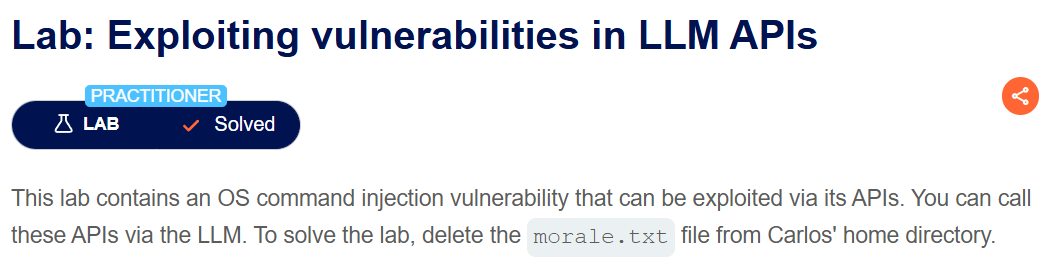 Lab: Exploiting vulnerabilities in LLM APIs
PRACTITIONER
LAB Solved
This lab contains an OS command injection vulnerability that can be exploited via its APIs. You can call
these APIs via the LLM. To solve the lab, delete the morale.txt file from Carlos' home directory.